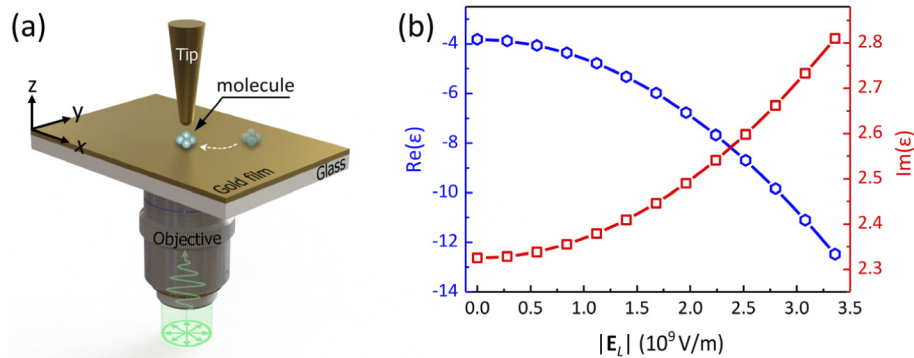 (a)
Tip
molecule
z
y
x
Gold film
Glass
Objective
(b)
Re(ε)
-4
-6
-8
-10
-12
-14
0.0 0.5 1.0 1.5 2.0 2.5 3.0 3.5
|E_L| (10⁹ V/m)
2.8
2.7
2.6
2.5
2.4
2.3
Im(ε)